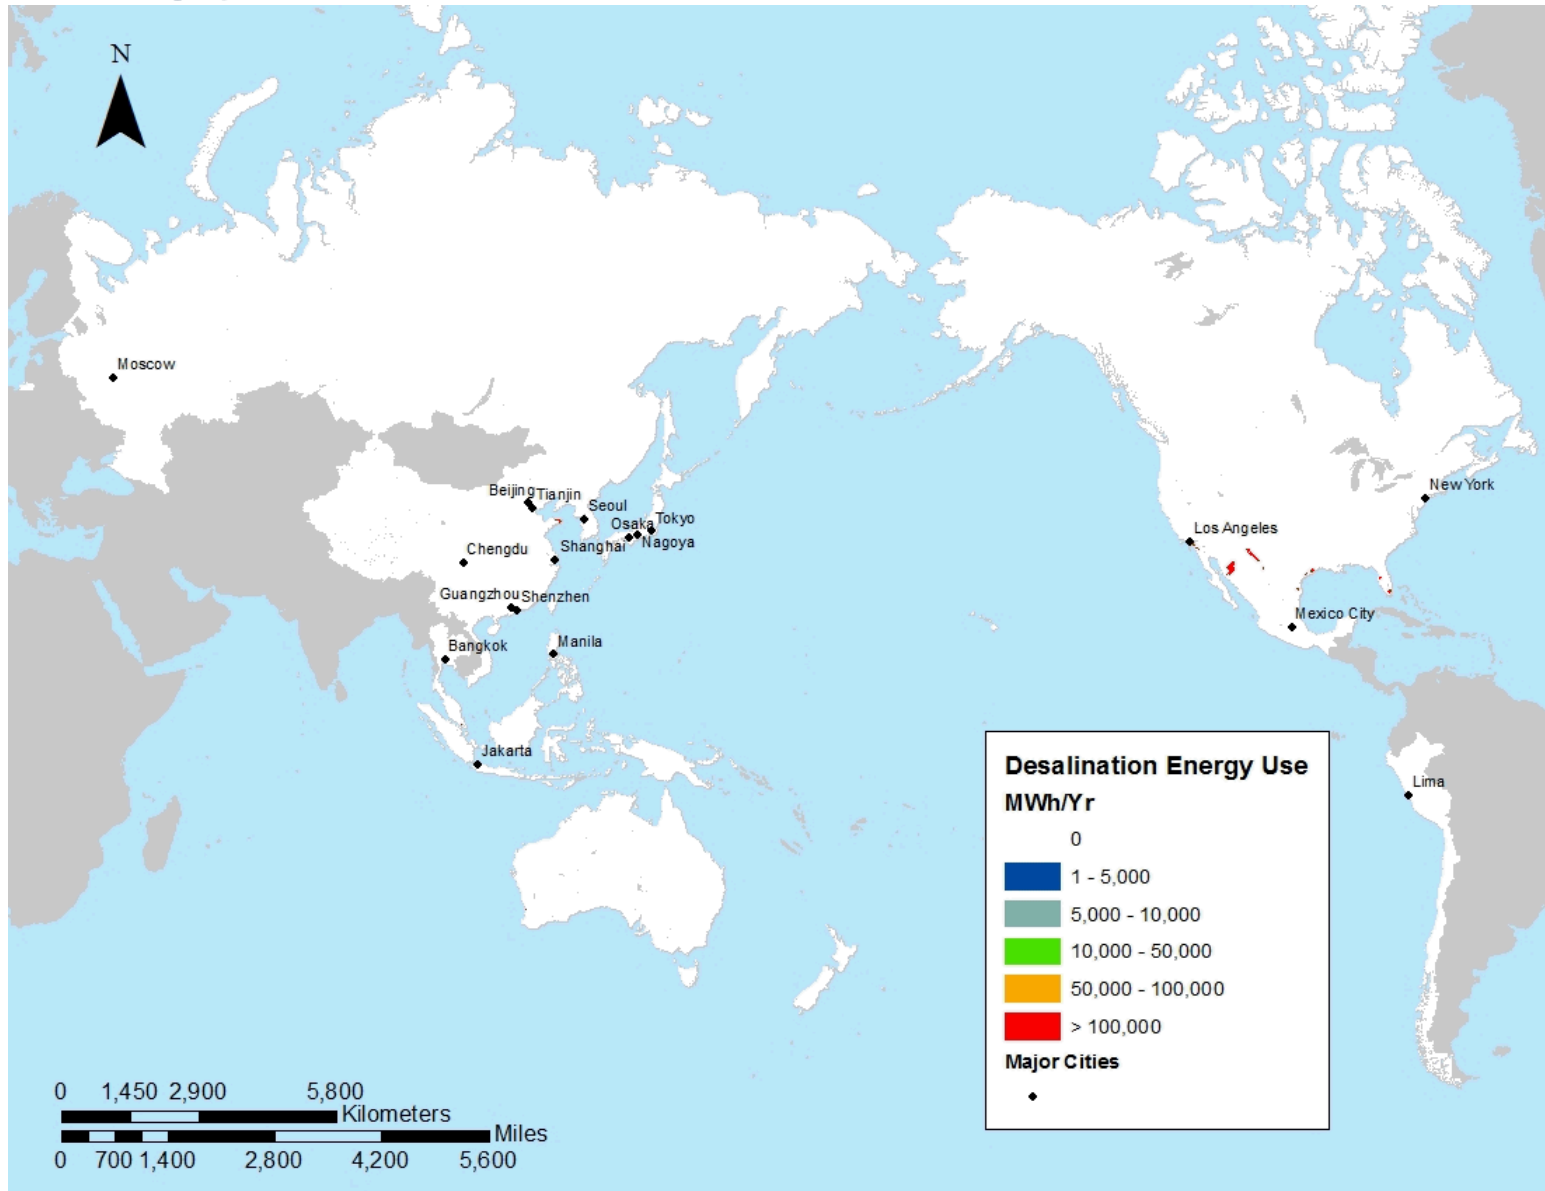 N
Moscow
Beijing
Tianjin
Seoul
Osaka
Tokyo
Nagoya
Chengdu
Shanghai
Guangzhou
Shenzhen
Bangkok
Manila
Jakarta
New York
Los Angeles
Mexico City
Lima
Desalination Energy Use
MWh/Yr
0
1 - 5,000
5,000 - 10,000
10,000 - 50,000
50,000 - 100,000
> 100,000
Major Cities
0 1,450 2,900 5,800
Kilometers
Miles
0 700 1,400 2,800 4,200 5,600